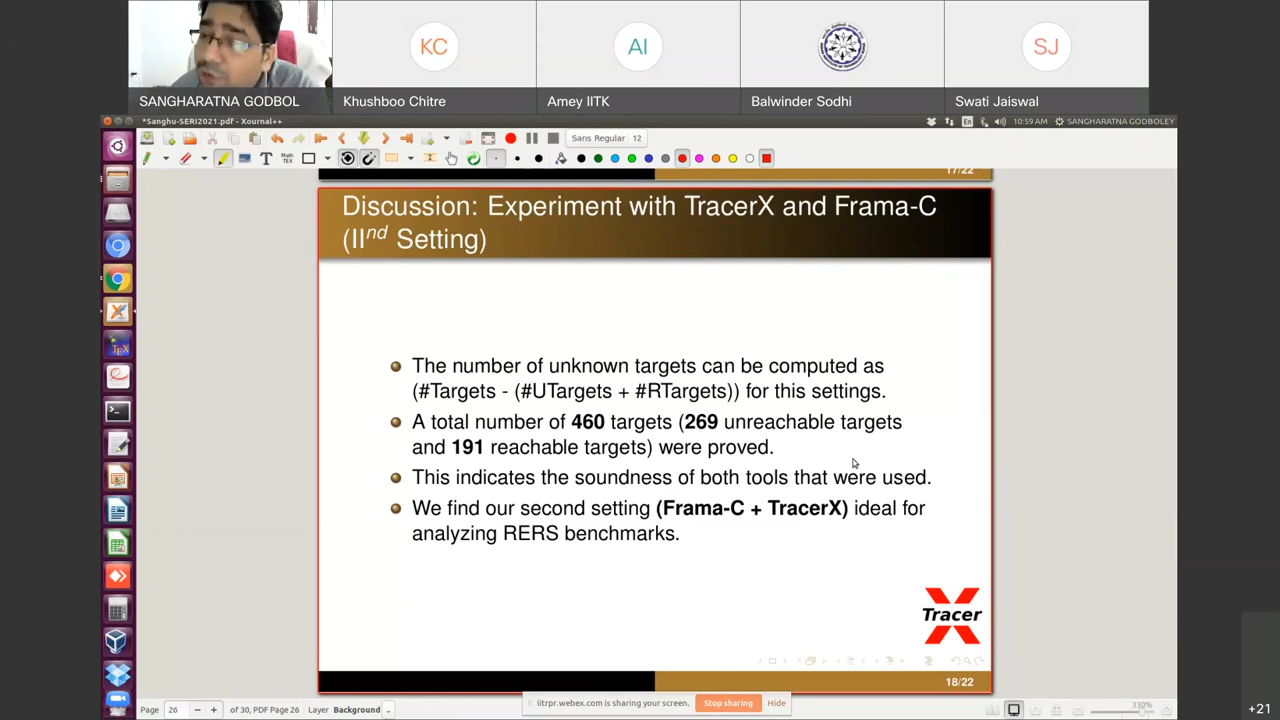 KC
AI
SJ
SANGHARATNA GODBOL
Khushboo Chitre
Amey IITK
Balwinder Sodhi
Swati Jaiswal
*Sanghu-SERI2021.pdf - Xournal++
En
10:59 AM
SANGHARATNA GODBOLEY
Sans Regular 12
17/22
Discussion: Experiment with TracerX and Frama-C
(IInd Setting)
The number of unknown targets can be computed as
(#Targets - (#UTargets + #RTargets)) for this settings.
A total number of 460 targets (269 unreachable targets
and 191 reachable targets) were proved.
This indicates the soundness of both tools that were used.
We find our second setting (Frama-C + TracerX) ideal for
analyzing RERS benchmarks.
Tracer
X
18/22
litrpr.webex.com is sharing your screen.
Stop sharing
Hide
Page 26 of 30, PDF Page 26 Layer Background
330%
+21